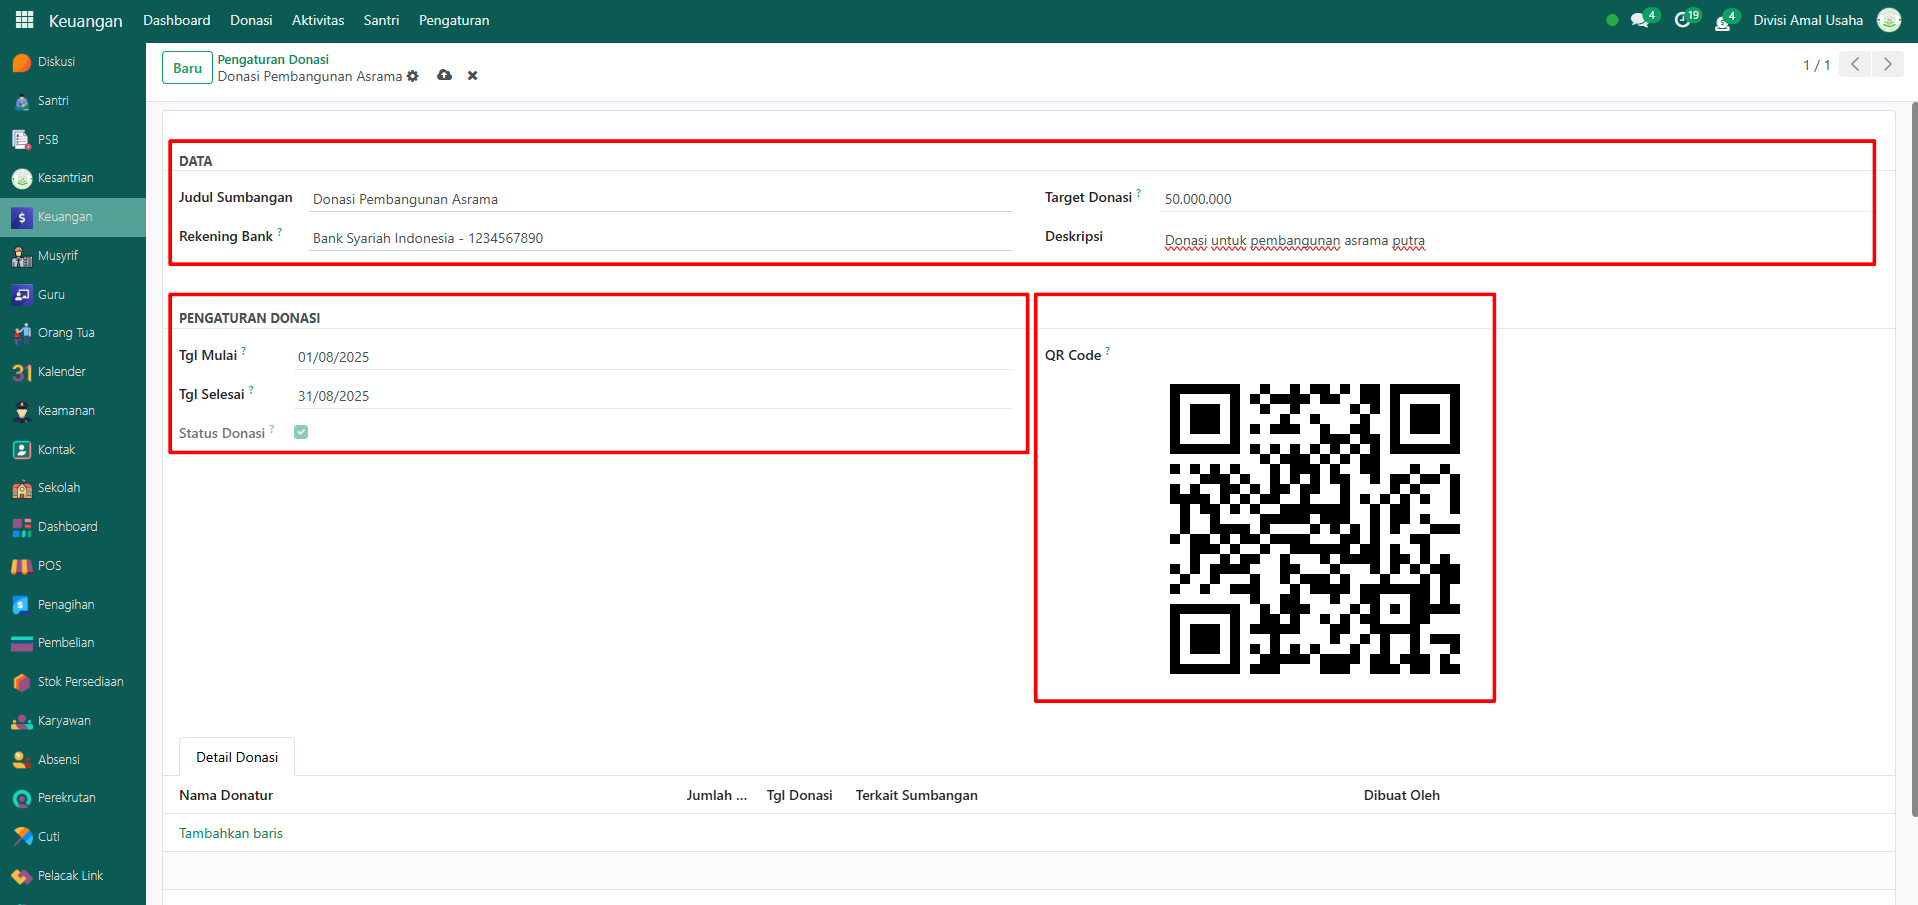 Keuangan Dashboard Donasi Aktivitas Santri Pengaturan 4 19 4 Divisi Amal Usaha
Diskusi
Santri
PSB
Kesantrian
Keuangan
Musyrif
Guru
Orang Tua
31 Kalender
Keamanan
Kontak
Sekolah
Dashboard
POS
Penagihan
Pembelian
Stok Persediaan
Karyawan
Absensi
Perekrutan
Cuti
Pelacak Link
Baru
Pengaturan Donasi
Donasi Pembangunan Asrama
1 / 1
DATA
Judul Sumbangan Donasi Pembangunan Asrama
Rekening Bank ? Bank Syariah Indonesia - 1234567890
Target Donasi ? 50.000.000
Deskripsi Donasi untuk pembangunan asrama putra
PENGATURAN DONASI
Tgl Mulai ? 01/08/2025
Tgl Selesai ? 31/08/2025
Status Donasi ?
QR Code ?
Detail Donasi
Nama Donatur Jumlah ... Tgl Donasi Terkait Sumbangan Dibuat Oleh
Tambahkan baris